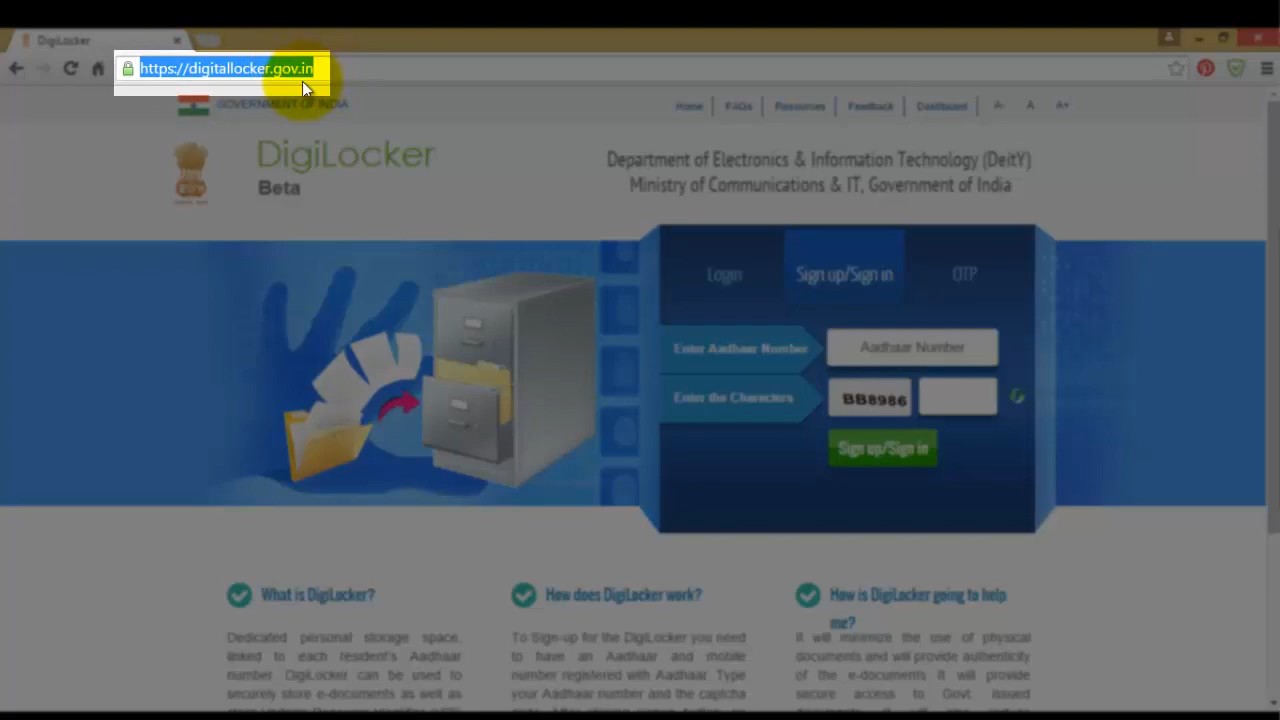 DigiLocker
https://digitallocker.gov.in
GOVERNMENT OF INDIA
Home | FAQs | Resources | Feedback | Dashboard | A- A A+
DigiLocker
Beta
Department of Electronics & Information Technology (DeitY)
Ministry of Communications & IT, Government of India
Login
Sign up/Sign in
OTP
Enter Aadhaar Number
Aadhaar Number
Enter the Characters
BB8986
Sign up/Sign in
What is DigiLocker?
Dedicated personal storage space,
linked to each resident's Aadhaar
number. DigiLocker can be used to
securely store e-documents as well as
How does DigiLocker work?
To Sign-up for the DigiLocker you need
to have an Aadhaar and mobile
number registered with Aadhaar. Type
your Aadhaar number and the captcha
How is DigiLocker going to help
me?
It will minimize the use of physical
documents and will provide authenticity
of the e-documents It will provide
secure access to Govt. issued